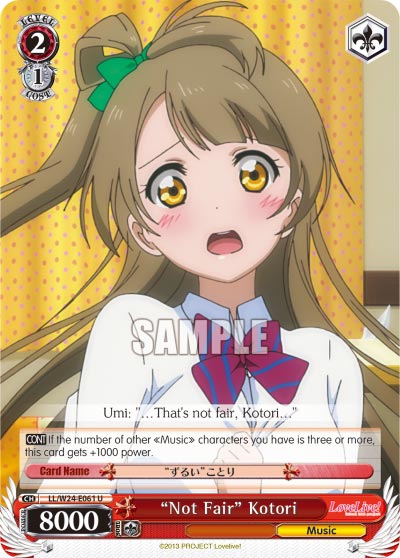 LEVEL
2
1
COST
SAMPLE
Umi: "...That's not fair, Kotori..."
CONT If the number of other «Music» characters you have is three or more,
this card gets +1000 power.
Card Name
"ずるい"ことり
CH LL/W24-E061 U
POWER 8000
"Not Fair" Kotori
LoveLive!
Music
©2013 PROJECT Lovelive!